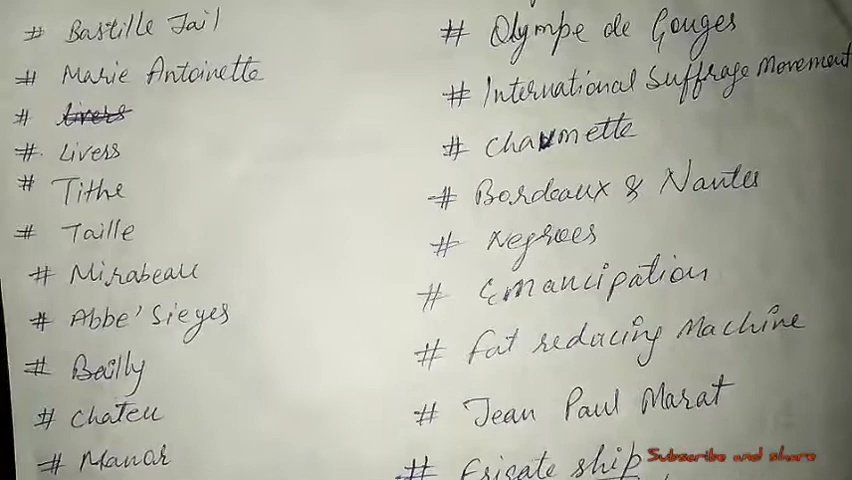 # Bastille Jail
# Marie Antoinette
# Livers
# Livers
# Tithe
# Taille
# Mirabeau
# Abbe' Sieyes
# Bailly
# Chateu
# Manor
# Olympe de Gouges
# International Suffrage Movement
# Chaumette
# Bordeaux & Nantes
# Negroes
# Emancipation
# Fat reducing Machine
# Jean Paul Marat
# Frigate ship
Subscribe and share